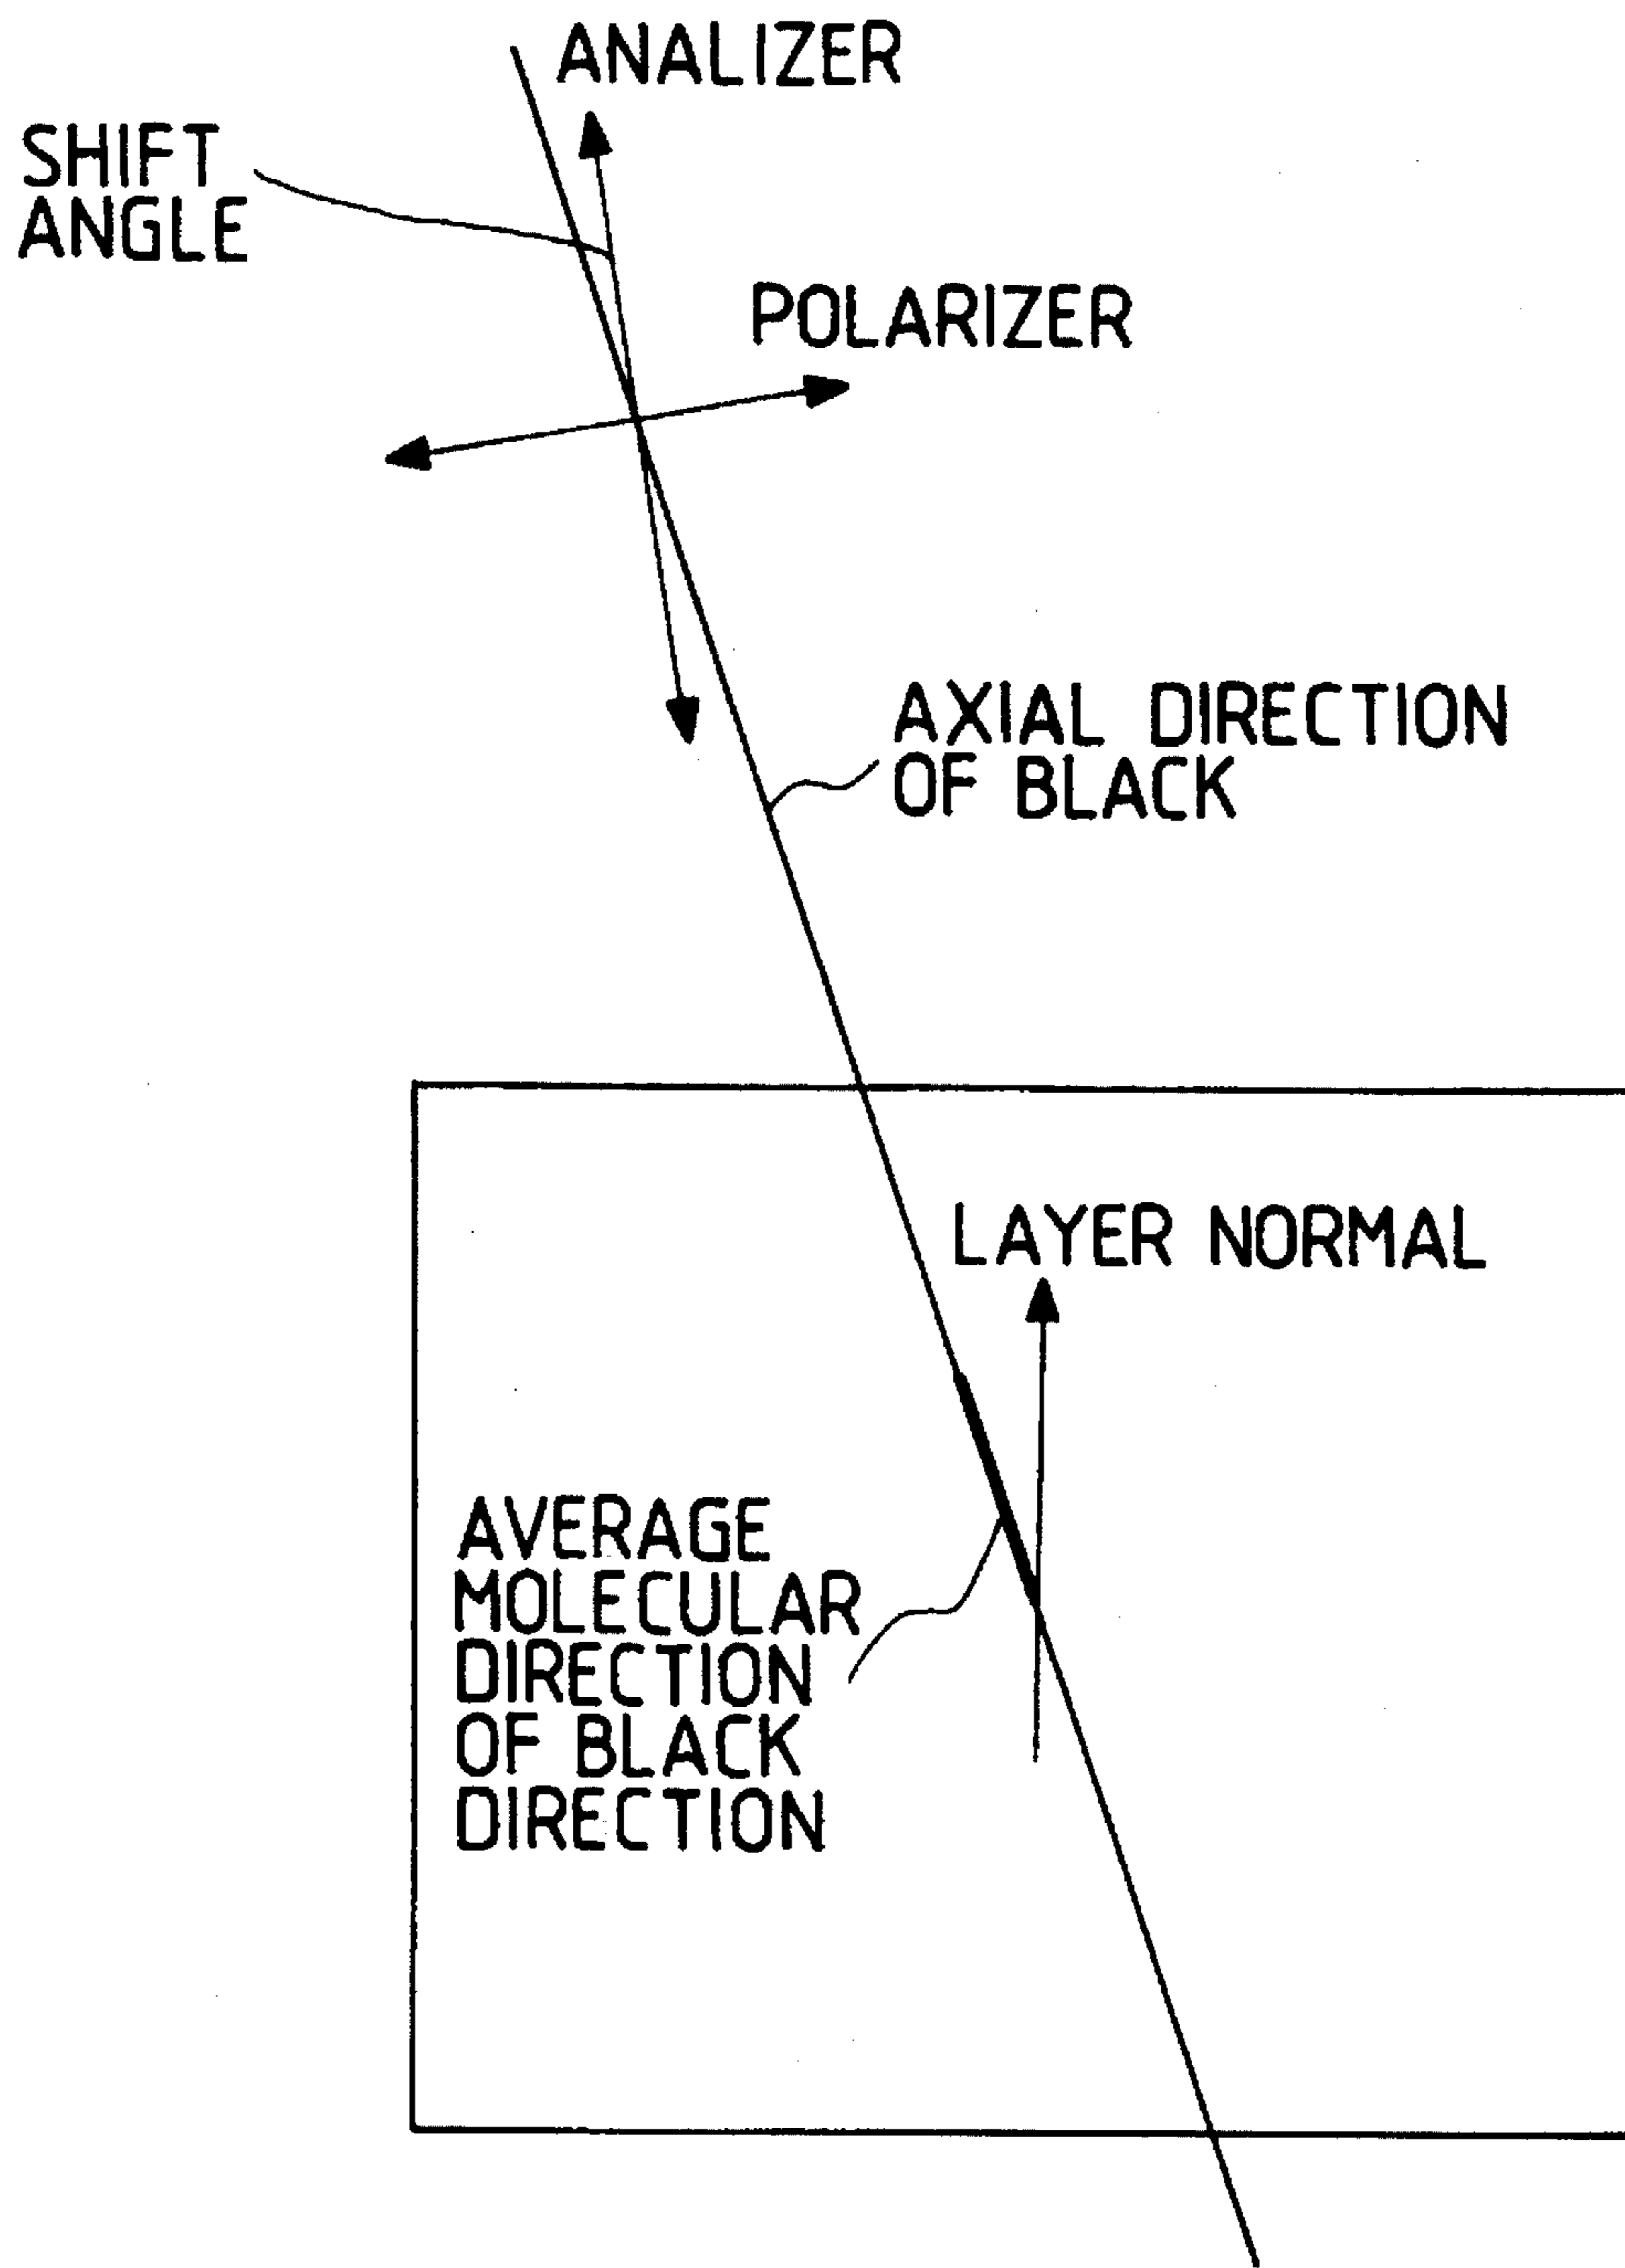 ANALIZER
SHIFT
ANGLE
POLARIZER
AXIAL DIRECTION
OF BLACK
LAYER NORMAL
AVERAGE
MOLECULAR
DIRECTION
OF BLACK
DIRECTION